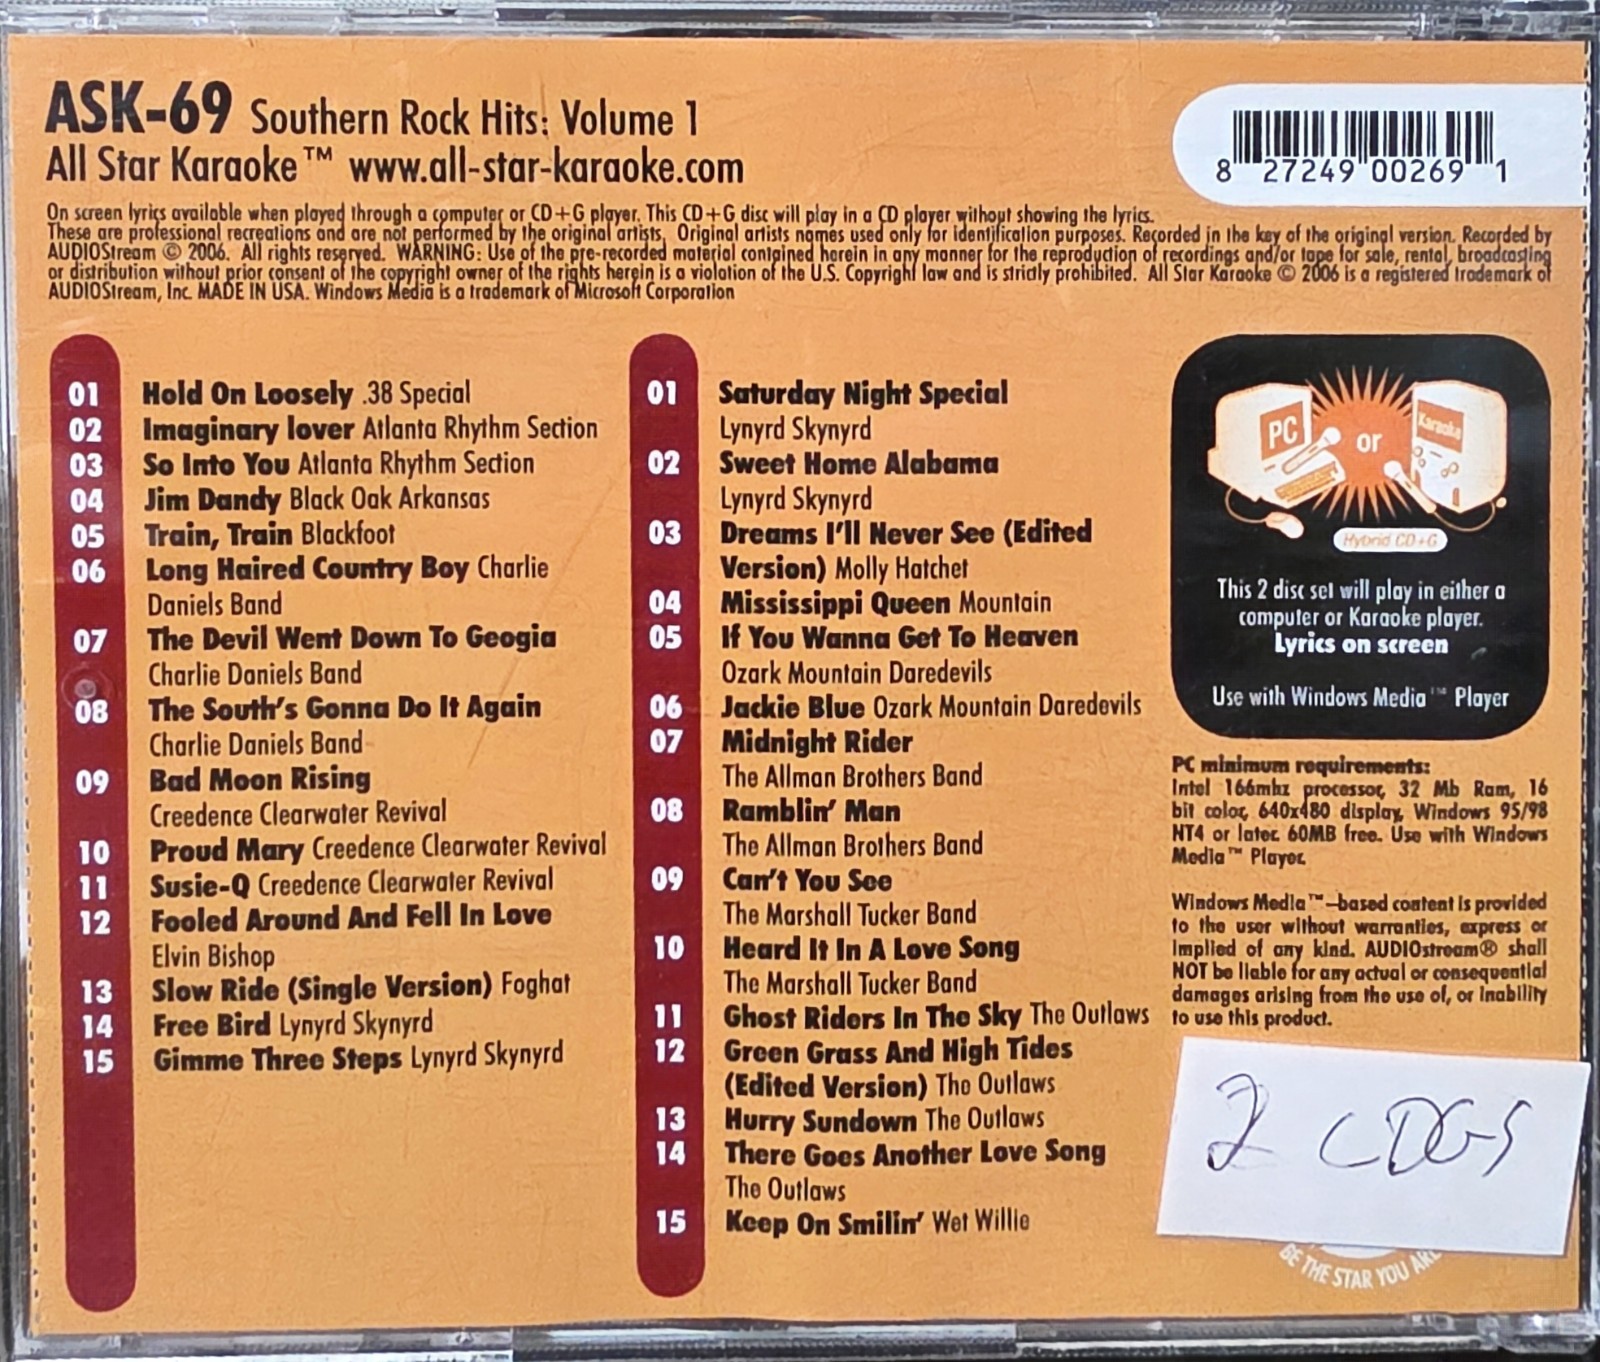 ASK-69 Southern Rock Hits: Volume 1
All Star Karaoke™ www.all-star-karaoke.com
8 27249 00269 1
On screen lyrics available when played through a computer or CD+G player. This CD+G disc will play in a CD player without showing the lyrics.
These are professional recreations and are not performed by the original artists. Original artists names used only for identification purposes. Recorded in the key of the original version. Recorded by
AUDIOStream © 2006. All rights reserved. WARNING: Use of the pre-recorded material contained herein in any manner for the reproduction of recordings and/or tape for sale, rental, broadcasting
or distribution without prior consent of the copyright owner of the rights herein is a violation of the U.S. Copyright law and is strictly prohibited. All Star Karaoke © 2006 is a registered trademark of
AUDIOStream, Inc. MADE IN USA. Windows Media is a trademark of Microsoft Corporation
01 Hold On Loosely .38 Special
02 Imaginary lover Atlanta Rhythm Section
03 So Into You Atlanta Rhythm Section
04 Jim Dandy Black Oak Arkansas
05 Train, Train Blackfoot
06 Long Haired Country Boy Charlie
Daniels Band
07 The Devil Went Down To Geogia
Charlie Daniels Band
08 The South's Gonna Do It Again
Charlie Daniels Band
09 Bad Moon Rising
Creedence Clearwater Revival
10 Proud Mary Creedence Clearwater Revival
11 Susie-Q Creedence Clearwater Revival
12 Fooled Around And Fell In Love
Elvin Bishop
13 Slow Ride (Single Version) Foghat
14 Free Bird Lynyrd Skynyrd
15 Gimme Three Steps Lynyrd Skynyrd
01 Saturday Night Special
Lynyrd Skynyrd
02 Sweet Home Alabama
Lynyrd Skynyrd
03 Dreams I'll Never See (Edited
Version) Molly Hatchet
04 Mississippi Queen Mountain
05 If You Wanna Get To Heaven
Ozark Mountain Daredevils
06 Jackie Blue Ozark Mountain Daredevils
07 Midnight Rider
The Allman Brothers Band
08 Ramblin' Man
The Allman Brothers Band
09 Can't You See
The Marshall Tucker Band
10 Heard It In A Love Song
The Marshall Tucker Band
11 Ghost Riders In The Sky The Outlaws
12 Green Grass And High Tides
(Edited Version) The Outlaws
13 Hurry Sundown The Outlaws
14 There Goes Another Love Song
The Outlaws
15 Keep On Smilin' Wet Willie
PC or Karaoke
Hybrid CD+G
This 2 disc set will play in either a
computer or Karaoke player.
Lyrics on screen
Use with Windows Media™ Player
PC minimum requirements:
Intel 166mhz processor, 32 Mb Ram, 16
bit color, 640x480 display, Windows 95/98
NT4 or later. 60MB free. Use with Windows
Media™ Player.
Windows Media™-based content is provided
to the user without warranties, express or
implied of any kind. AUDIOstream® shall
NOT be liable for any actual or consequential
damages arising from the use of, or inability
to use this product.
2 CDGS
BE THE STAR YOU ARE